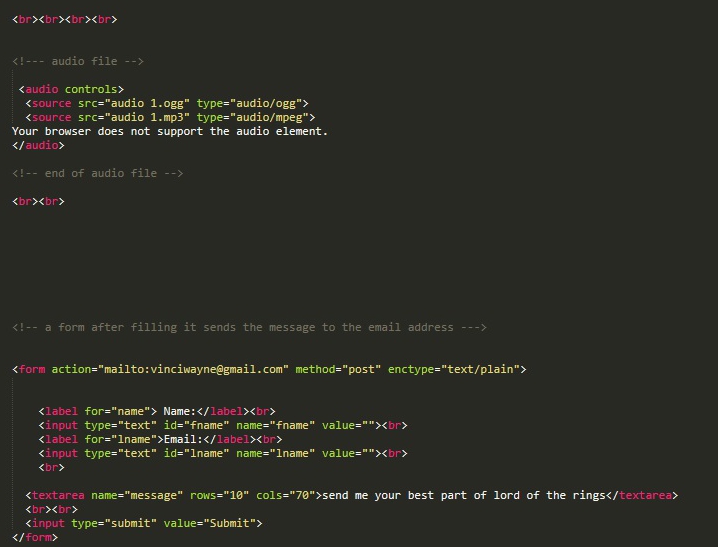 <br><br><br><br>
<!--- audio file -->
<audio controls>
<source src="audio 1.ogg" type="audio/ogg">
<source src="audio 1.mp3" type="audio/mpeg">
Your browser does not support the audio element.
</audio>
<!-- end of audio file -->
<br><br>
<!-- a form after filling it sends the message to the email address --->
<form action="mailto:vinciwayne@gmail.com" method="post" enctype="text/plain">
<label for="name"> Name:</label><br>
<input type="text" id="fname" name="fname" value=""><br>
<label for="lname">Email:</label><br>
<input type="text" id="lname" name="lname" value=""><br>
<br>
<textarea name="message" rows="10" cols="70">send me your best part of lord of the rings</textarea>
<br><br>
<input type="submit" value="Submit">
</form>